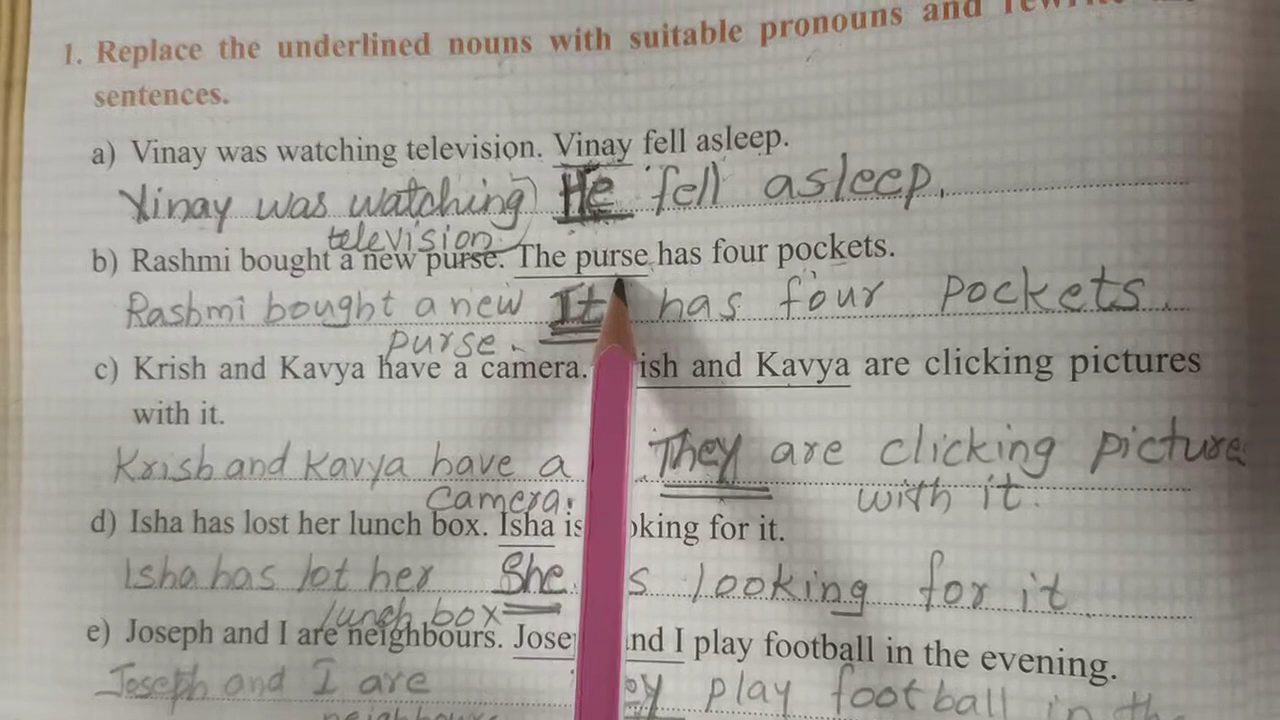 1. Replace the underlined nouns with suitable pronouns and
sentences.
a) Vinay was watching television. Vinay fell asleep.
Vinay was watching He fell asleep.
television.
b) Rashmi bought a new purse. The purse has four pockets.
Rashmi bought a new It has four pockets.
purse.
c) Krish and Kavya have a camera. ish and Kavya are clicking pictures
with it.
Krish and Kavya have a They are clicking picture
camera. with it.
d) Isha has lost her lunch box. Isha is oking for it.
Isha has lot her She s looking for it
lunch box
e) Joseph and I are neighbours. Jose nd I play football in the evening.
Joseph and I are ey play football in th